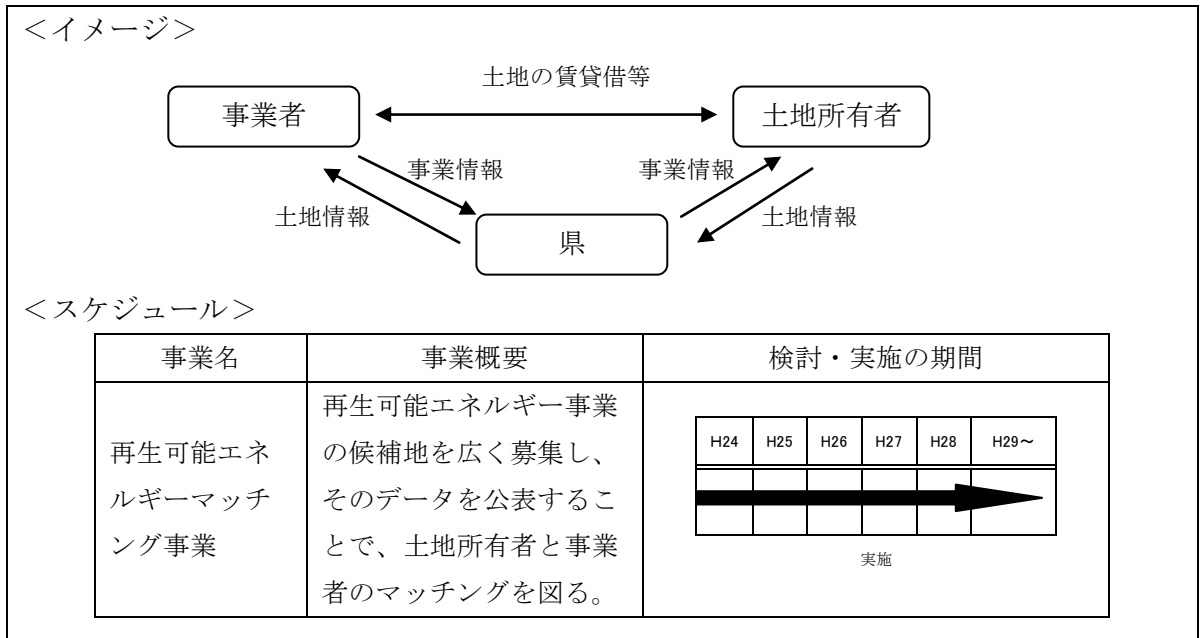 ＜イメージ＞
土地の賃貸借等
事業者
土地所有者
事業情報
事業情報
土地情報
土地情報
県
＜スケジュール＞
事業名
事業概要
検討・実施の期間
再生可能エネ
ルギーマッチ
ング事業
再生可能エネルギー事業
の候補地を広く募集し、
そのデータを公表するこ
とで、土地所有者と事業
者のマッチングを図る。
H24 H25 H26 H27 H28 H29～
実施